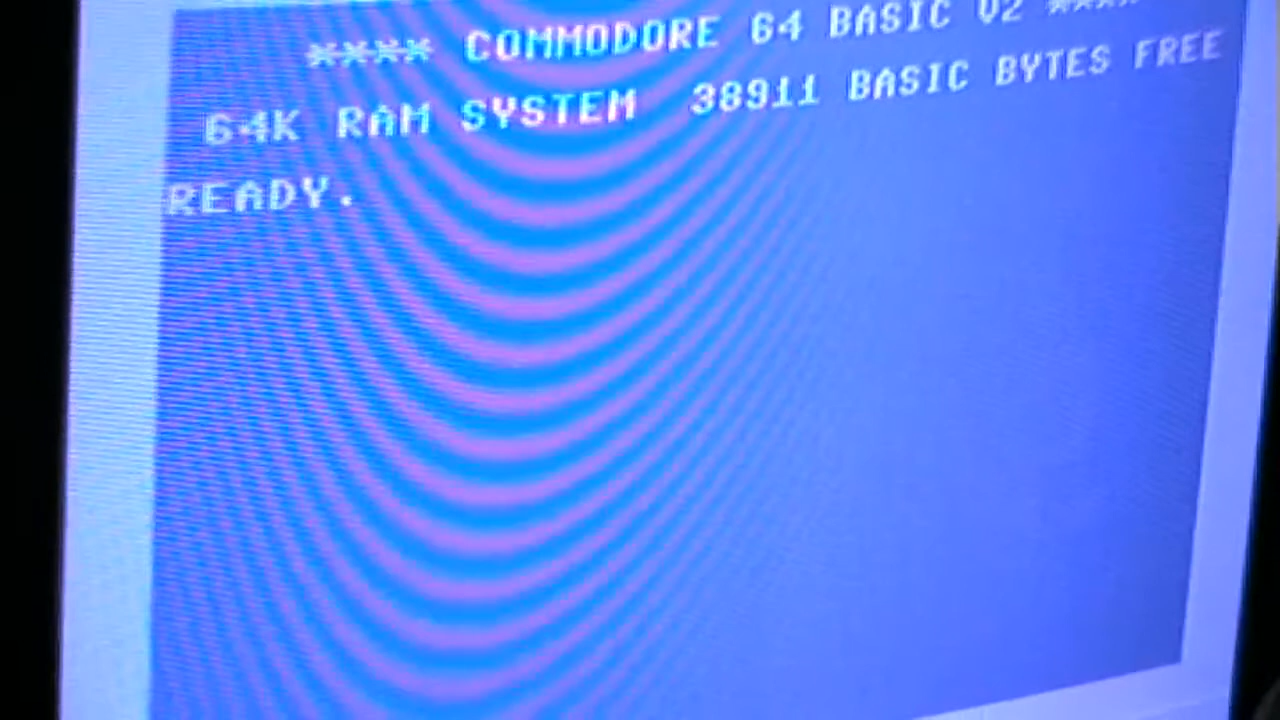 **** COMMODORE 64 BASIC V2 ****
64K RAM SYSTEM 38911 BASIC BYTES FREE
READY.